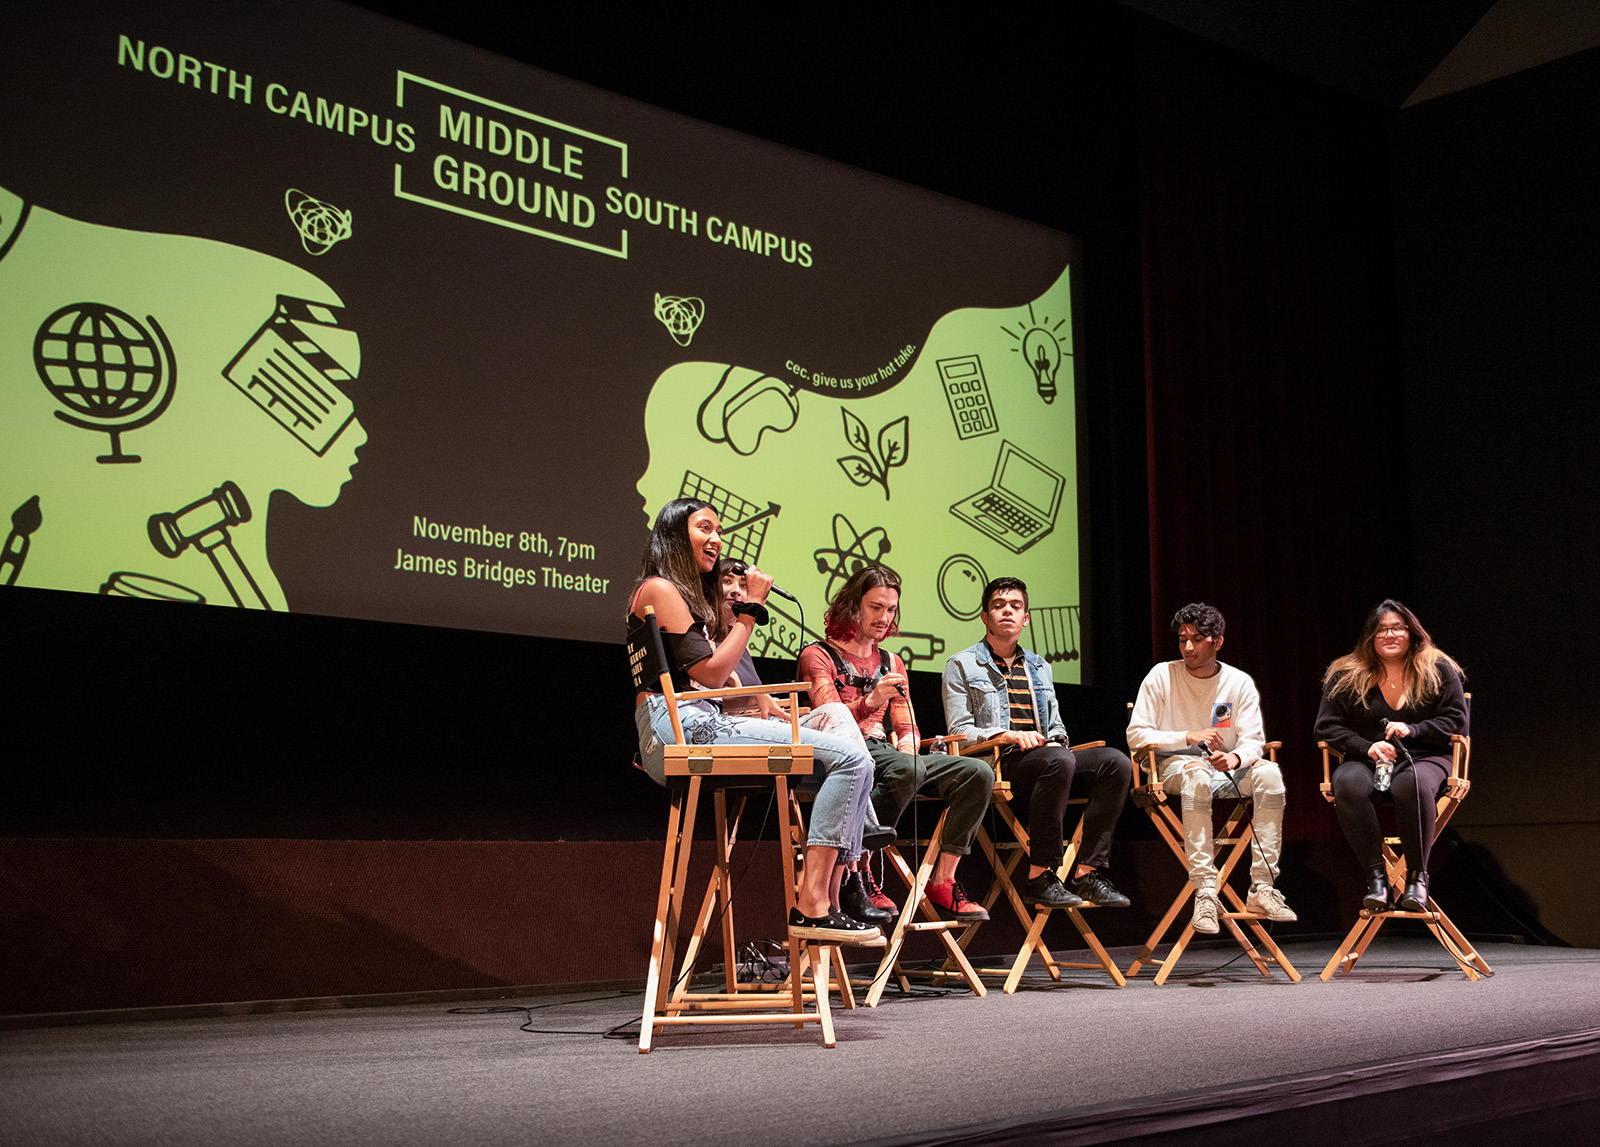 NORTH CAMPUS
MIDDLE
GROUND
SOUTH CAMPUS
cec. give us your hot take.
November 8th, 7pm
James Bridges Theater